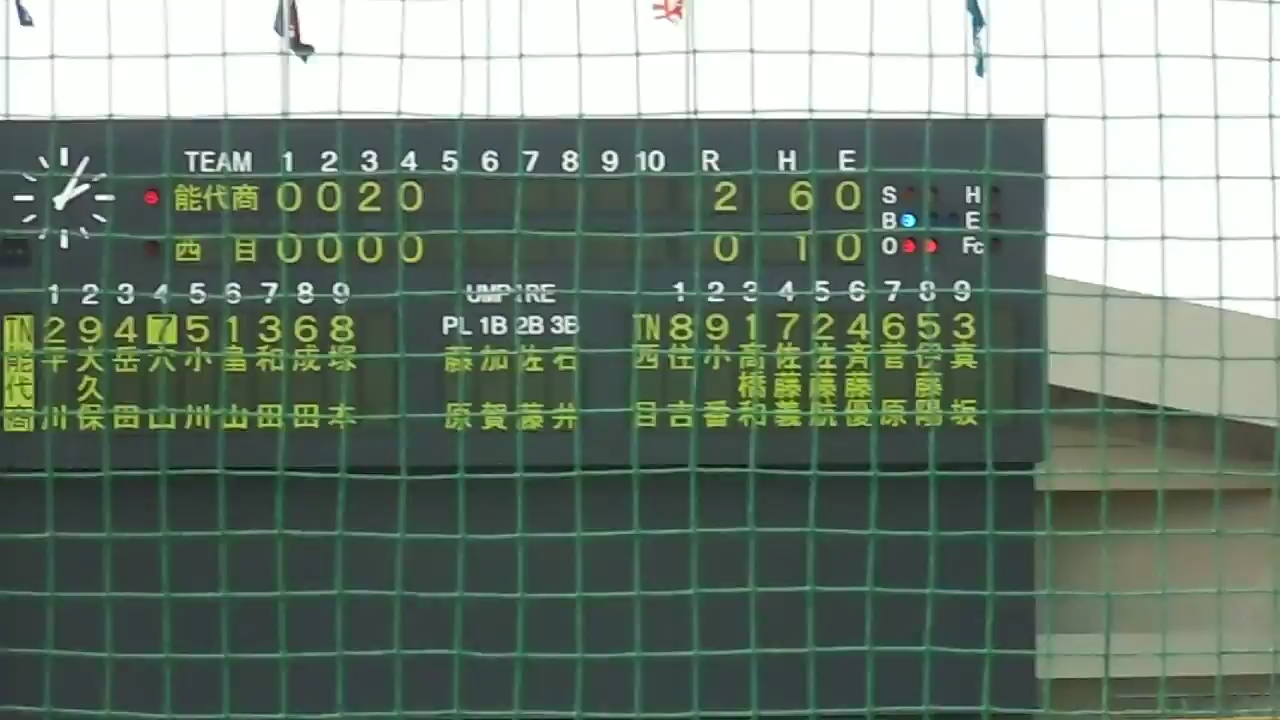 TEAM 1 2 3 4 5 6 7 8 9 10 R H E
能代商 0 0 2 0 2 6 0 S H
B E
西目 0 0 0 0 0 1 0 O Fc
1 2 3 4 5 6 7 8 9 UMPIRE 1 2 3 4 5 6 7 8 9
TN 2 9 4 7 5 1 3 6 8 PL 1B 2B 3B TN 8 9 1 7 2 4 6 5 3
能代商 平川 大久保 岳田 穴山 小川 畠山 和田 成田 塚本 藤原 加賀 佐藤 石井 西目 住吉 小番 高橋和 佐藤義 佐藤航 斉藤優 菅原 伊藤陽 真坂